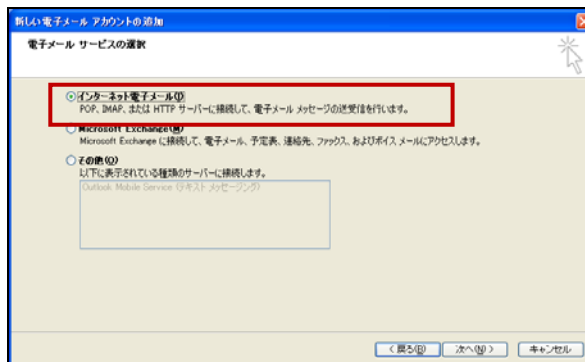 新しい電子メール アカウントの追加
電子メール サービスの選択
インターネット電子メール(I)
POP、IMAP、または HTTP サーバーに接続して、電子メール メッセージの送受信を行います。
Microsoft Exchange(M)
Microsoft Exchange に接続して、電子メール、予定表、連絡先、ファックス、およびボイス メールにアクセスします。
その他(O)
以下に表示されている種類のサーバーに接続します。
Outlook Mobile Service (テキスト メッセージング)
< 戻る(B)
次へ(N) >
キャンセル